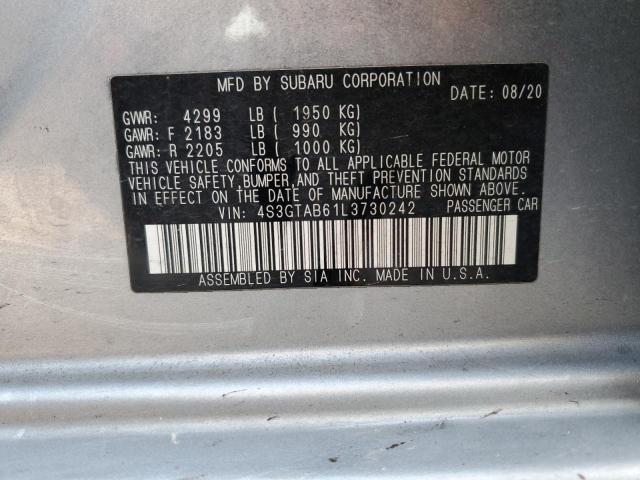 MFD BY SUBARU CORPORATION
DATE: 08/20
GVWR: 4299 LB ( 1950 KG)
GAWR: F 2183 LB ( 990 KG)
GAWR: R 2205 LB ( 1000 KG)
THIS VEHICLE CONFORMS TO ALL APPLICABLE FEDERAL MOTOR
VEHICLE SAFETY, BUMPER, AND THEFT PREVENTION STANDARDS
IN EFFECT ON THE DATE OF MANUFACTURE SHOWN ABOVE.
VIN: 4S3GTAB61L3730242 PASSENGER CAR
ASSEMBLED BY SIA INC. MADE IN U.S.A.